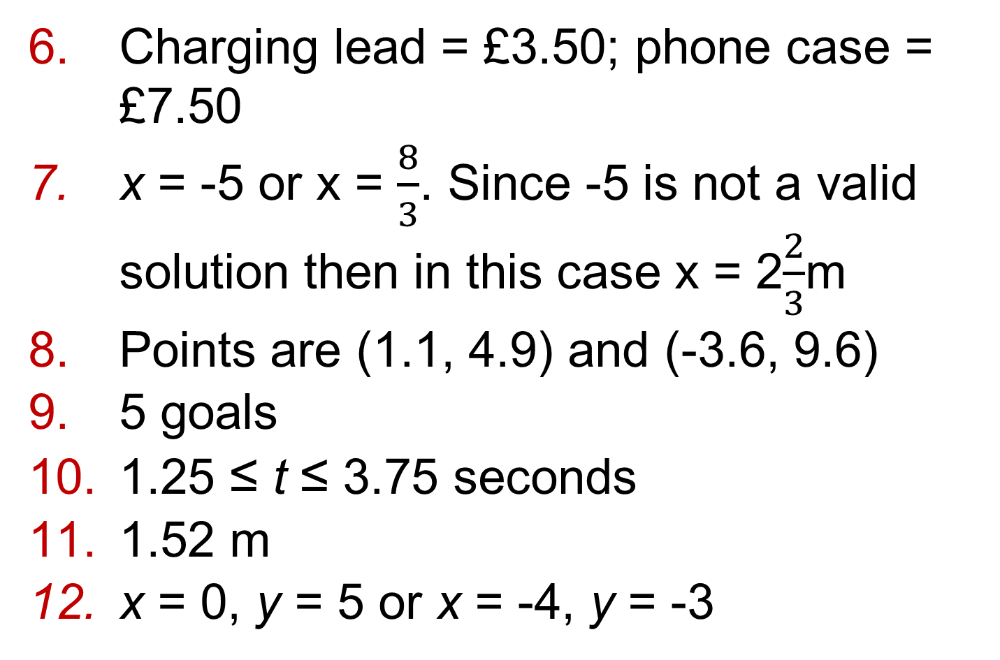 6. Charging lead = £3.50; phone case =
£7.50
7. x = -5 or x = 8/3. Since -5 is not a valid
solution then in this case x = 2 2/3 m
8. Points are (1.1, 4.9) and (-3.6, 9.6)
9. 5 goals
10. 1.25 ≤ t ≤ 3.75 seconds
11. 1.52 m
12. x = 0, y = 5 or x = -4, y = -3